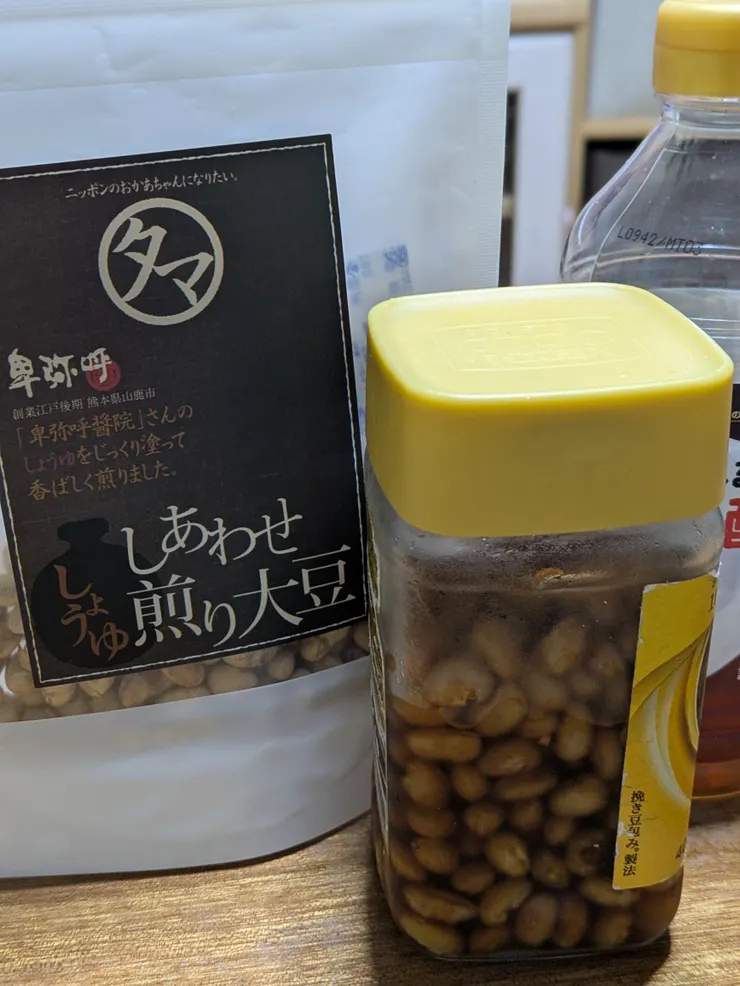 ニッポンのおかあちゃんになりたい。
タマ
卑弥呼
創業江戸後期 熊本県山鹿市
「卑弥呼醤院」さんの
しょうゆをじっくり塗って
香ばしく煎りました。
しあわせ
煎り大豆
しょうゆ
L0942/MT03
挽き豆包み製法